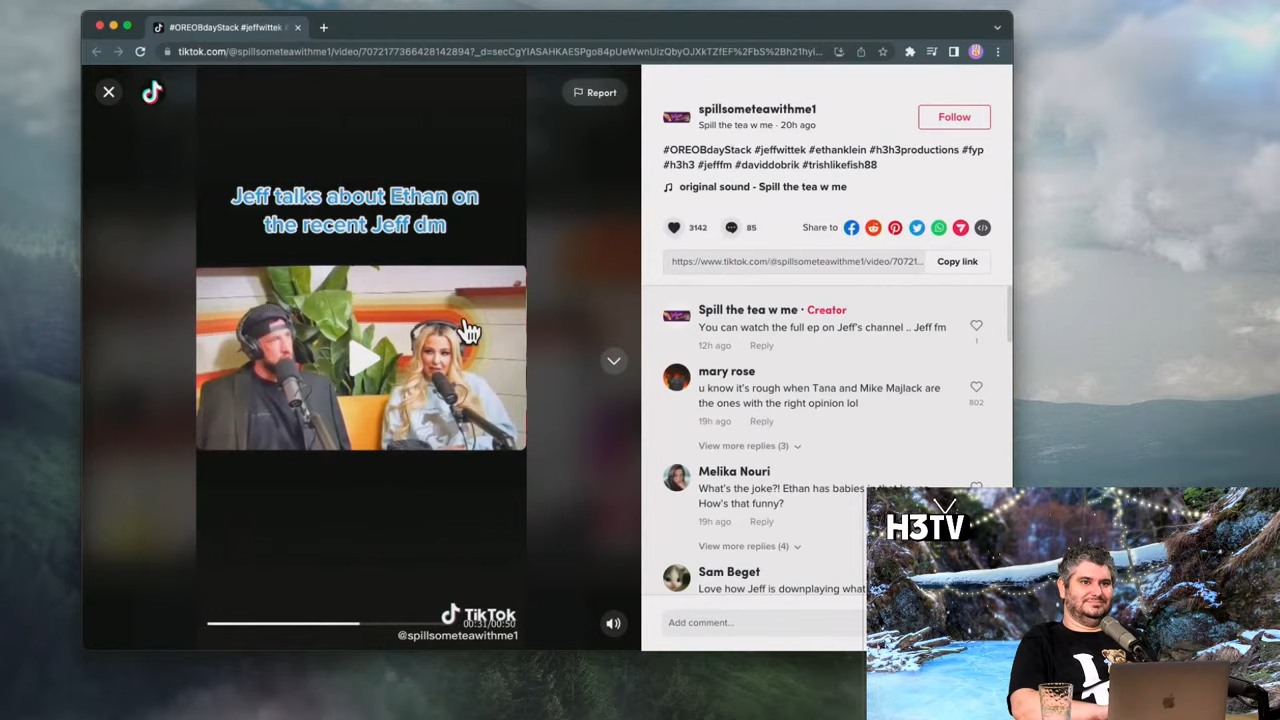 #OREOBdayStack #jeffwittek
tiktok.com/@spillsometeawithme1/video/7072177366428142894?_d=secCgYIASAHKAESPgo84pUeWwnUizQbyOJXkTZfEF%2FbS%2Bh21hyi...
Report
Jeff talks about Ethan on
the recent Jeff dm
TikTok
00:31/00:50
@spillsometeawithme1
spillsometeawithme1
Spill the tea w me · 20h ago
Follow
#OREOBdayStack #jeffwittek #ethanklein #h3h3productions #fyp
#h3h3 #jefffm #daviddobrik #trishlikefish88
original sound - Spill the tea w me
3142
85
Share to
https://www.tiktok.com/@spillsometeawithme1/video/70721...
Copy link
Spill the tea w me · Creator
You can watch the full ep on Jeff's channel .. Jeff fm
1
12h ago
Reply
mary rose
u know it's rough when Tana and Mike Majlack are
the ones with the right opinion lol
802
19h ago
Reply
View more replies (3)
Melika Nouri
What's the joke?! Ethan has babies
How's that funny?
19h ago
Reply
View more replies (4)
Sam Beget
Love how Jeff is downplaying what
Add comment...
H3TV